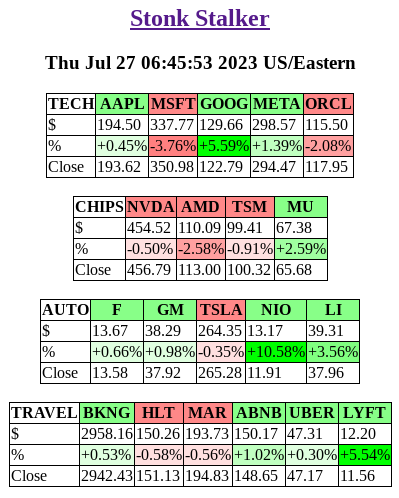 Stonk Stalker
Thu Jul 27 06:45:53 2023 US/Eastern
TECH AAPL MSFT GOOG META ORCL
$ 194.50 337.77 129.66 298.57 115.50
% +0.45% -3.76% +5.59% +1.39% -2.08%
Close 193.62 350.98 122.79 294.47 117.95
CHIPS NVDA AMD TSM MU
$ 454.52 110.09 99.41 67.38
% -0.50% -2.58% -0.91% +2.59%
Close 456.79 113.00 100.32 65.68
AUTO F GM TSLA NIO LI
$ 13.67 38.29 264.35 13.17 39.31
% +0.66% +0.98% -0.35% +10.58% +3.56%
Close 13.58 37.92 265.28 11.91 37.96
TRAVEL BKNG HLT MAR ABNB UBER LYFT
$ 2958.16 150.26 193.73 150.17 47.31 12.20
% +0.53% -0.58% -0.56% +1.02% +0.30% +5.54%
Close 2942.43 151.13 194.83 148.65 47.17 11.56